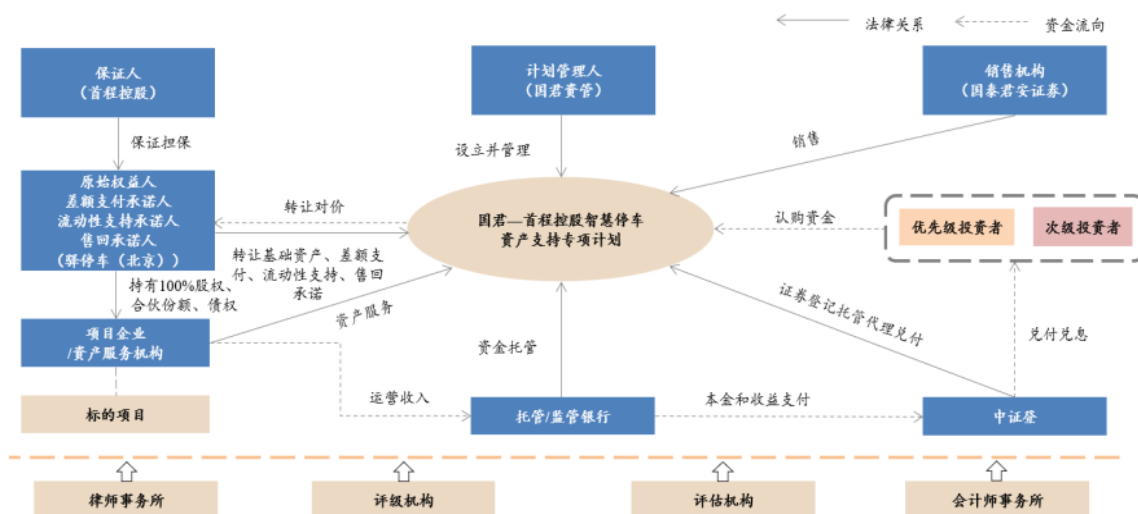 法律关系
资金流向
保证人
（首程控股）
计划管理人
（国君资管）
销售机构
（国泰君安证券）
保证担保
设立并管理
销售
原始权益人
差额支付承诺人
流动性支持承诺人
售回承诺人
（驿停车（北京））
转让对价
国君—首程控股智慧停车
资产支持专项计划
认购资金
优先级投资者
次级投资者
转让基础资产、差额支
付、流动性支持、售回
承诺
持有100%股权、
合伙份额、债权
资产服务
项目企业
/资产服务机构
资金托管
证券登记托管代理兑付
兑付兑息
标的项目
运营收入
托管/监管银行
本金和收益支付
中证登
律师事务所
评级机构
评估机构
会计师事务所